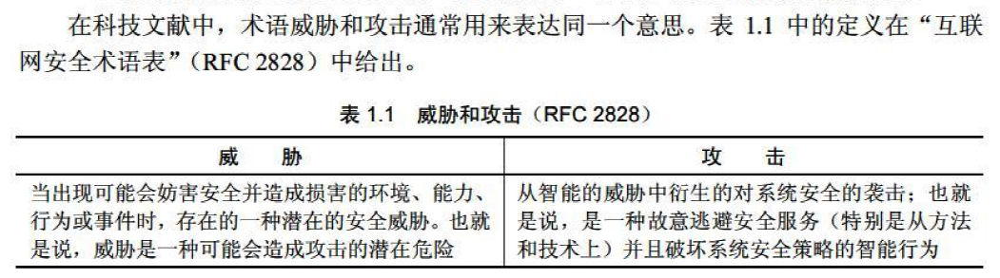 在科技文献中，术语威胁和攻击通常用来表达同一个意思。表 1.1 中的定义在“互联
网安全术语表”（RFC 2828）中给出。
表 1.1 威胁和攻击（RFC 2828）
威 胁
攻 击
当出现可能会妨害安全并造成损害的环境、能力、
行为或事件时，存在的一种潜在的安全威胁。也就
是说，威胁是一种可能会造成攻击的潜在危险
从智能的威胁中衍生的对系统安全的袭击；也就
是说，是一种故意逃避安全服务（特别是从方法
和技术上）并且破坏系统安全策略的智能行为